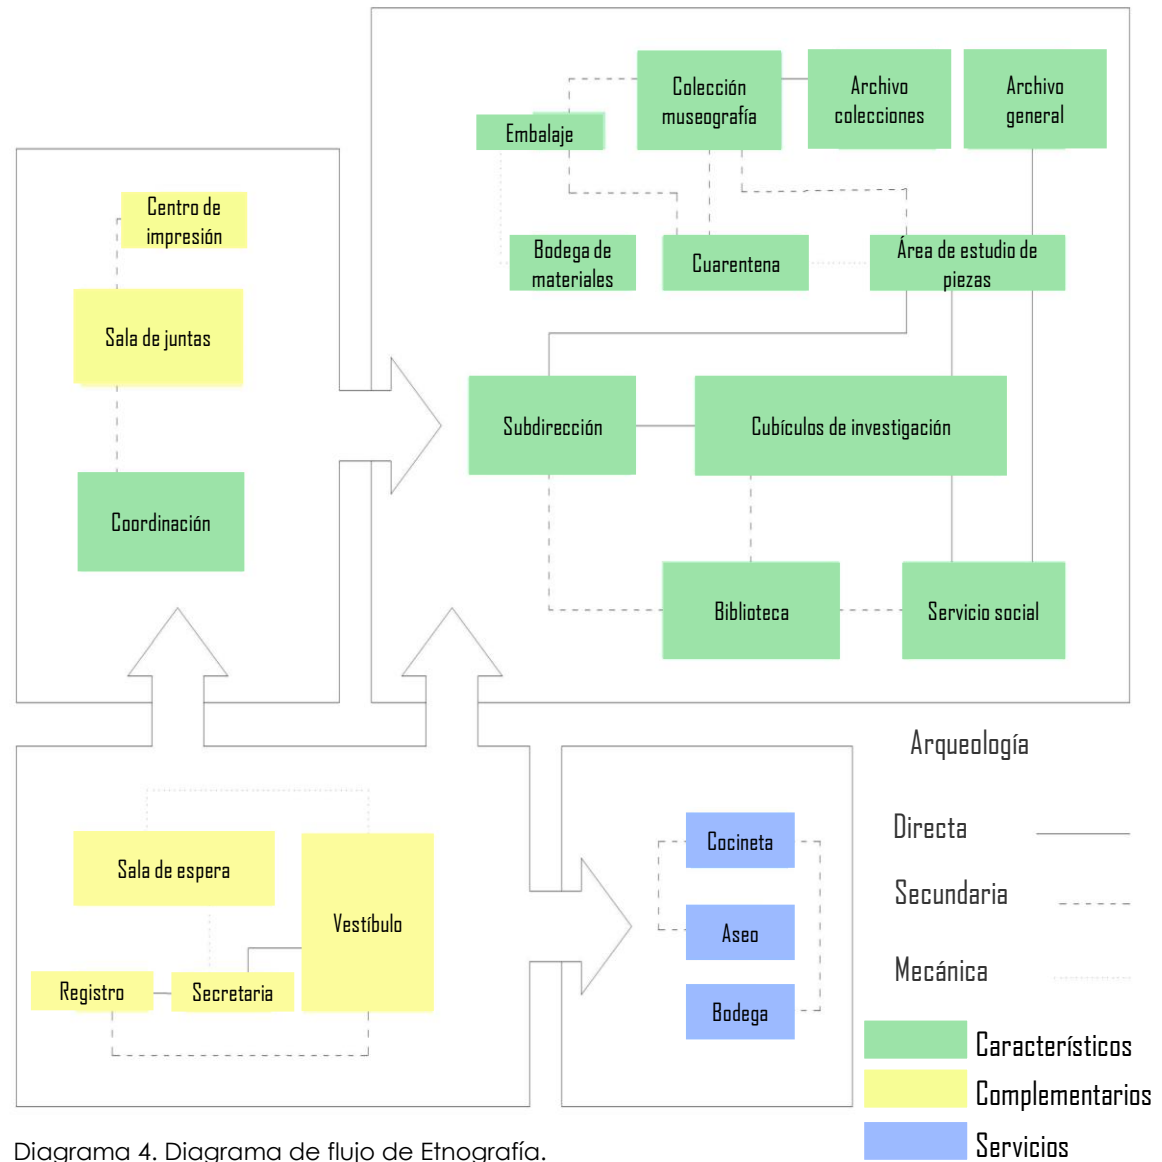 Colección
museografía
Archivo
colecciones
Archivo
general
Embalaje
Centro de
impresión
Bodega de
materiales
Cuarentena
Área de estudio de
piezas
Sala de juntas
Subdirección
Cubículos de investigación
Coordinación
Biblioteca
Servicio social
Arqueología
Directa
Secundaria
Mecánica
Sala de espera
Vestíbulo
Registro
Secretaria
Cocineta
Aseo
Bodega
Característicos
Complementarios
Servicios
Diagrama 4. Diagrama de flujo de Etnografía.